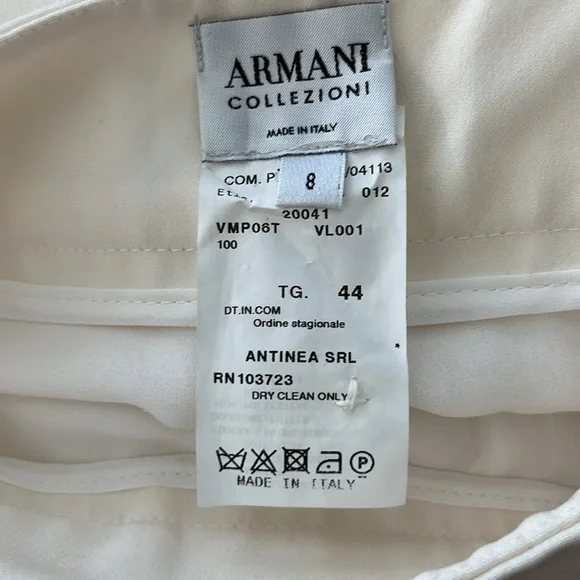 ARMANI
COLLEZIONI
MADE IN ITALY
8
COM. /04113
012
20041
VMP06T VL001
100
TG. 44
DT.IN.COM
Ordine stagionale
ANTINEA SRL
RN103723
DRY CLEAN ONLY
P
MADE IN ITALY